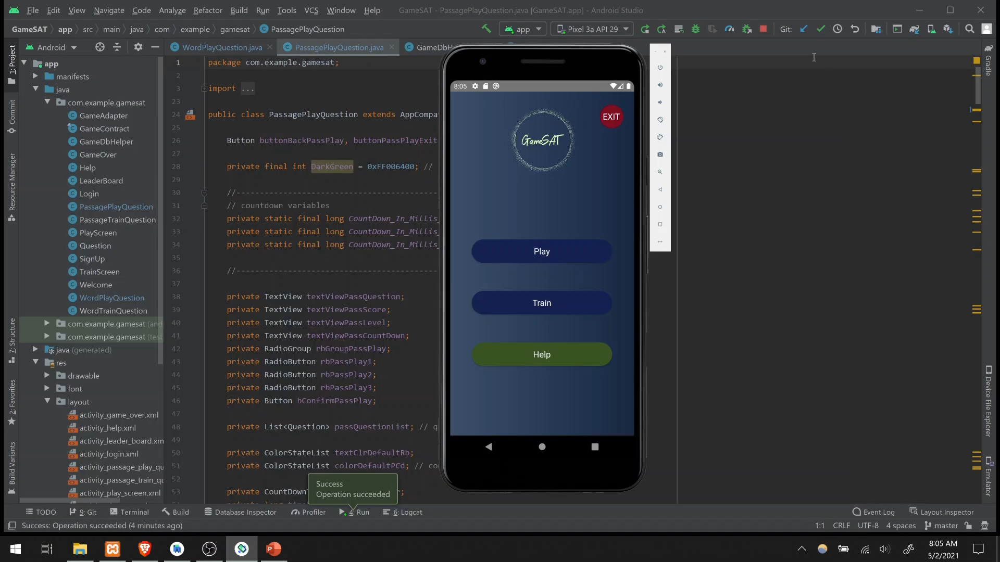 File Edit View Navigate Code Analyze Refactor Build Run Tools VCS Window Help GameSAT - PassagePlayQuestion.java [GameSAT.app] - Android Studio
GameSAT app src main java com example gamesat PassagePlayQuestion app Pixel 3a API 29 Git:
Android WordPlayQuestion.java PassagePlayQuestion.java GameDbH
1: Project
Commit
Resource Manager
7: Structure
2: Favorites
Build Variants
app
manifests
java
com.example.gamesat
GameAdapter
GameContract
GameDbHelper
GameOver
Help
LeaderBoard
Login
PassagePlayQuestion
PassageTrainQuestion
PlayScreen
Question
SignUp
TrainScreen
Welcome
WordPlayQuestion
WordTrainQuestion
com.example.gamesat (and
com.example.gamesat (test
java (generated)
res
drawable
font
layout
activity_game_over.xml
activity_help.xml
activity_leader_board.xm
activity_login.xml
activity_passage_play_qu
activity_passage_train_qu
activity_play_screen.xml
1 package com.example.gamesat;
2
3 import ...
23
24 public class PassagePlayQuestion extends AppCompat
25
26 Button buttonBackPassPlay, buttonPassPlayExit
27
28 private final int DarkGreen = 0xFF006400; //
29
30 //-------------------------------------------
31 // countdown variables
32 private static final long CountDown_In_Millis_
33 private static final long CountDown_In_Millis_
34 private static final long CountDown_In_Millis_
35
36 //-------------------------------------------
37
38 private TextView textViewPassQuestion;
39 private TextView textViewPassScore;
40 private TextView textViewPassLevel;
41 private TextView textViewPassCountDown;
42 private RadioGroup rbGroupPassPlay;
43 private RadioButton rbPassPlay1;
44 private RadioButton rbPassPlay2;
45 private RadioButton rbPassPlay3;
46 private Button bConfirmPassPlay;
47
48 private List<Question> passQuestionList; // q
49
50 private ColorStateList textClrDefaultRb;
51 private ColorStateList colorDefaultPCd; // co
52
53 private CountDown
8:05
EXIT
GameSAT
Play
Train
Help
Success
Operation succeeded
Gradle
Device File Explorer
Emulator
TODO 9: Git Terminal Build Database Inspector Profiler 4: Run 6: Logcat Event Log Layout Inspector
Success: Operation succeeded (4 minutes ago) 1:1 CRLF UTF-8 4 spaces master
8:05 AM
5/2/2021